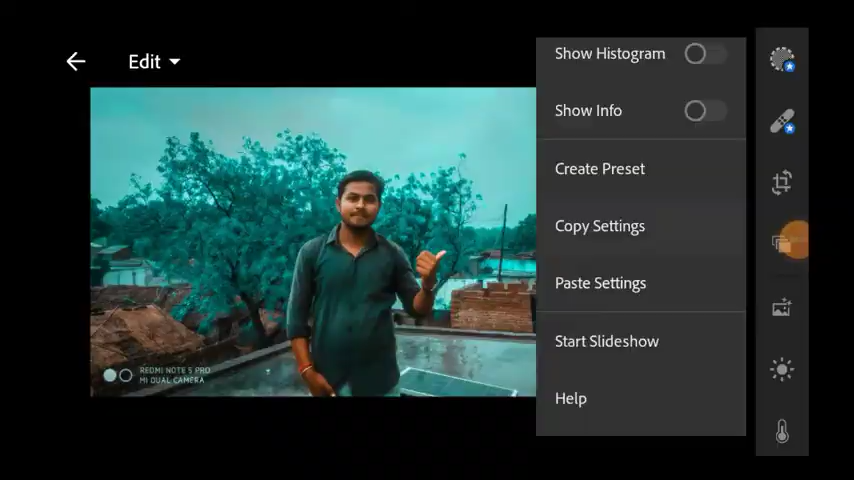 Edit
Show Histogram
Show Info
Create Preset
Copy Settings
Paste Settings
Start Slideshow
Help
REDMI NOTE 5 PRO
MI DUAL CAMERA